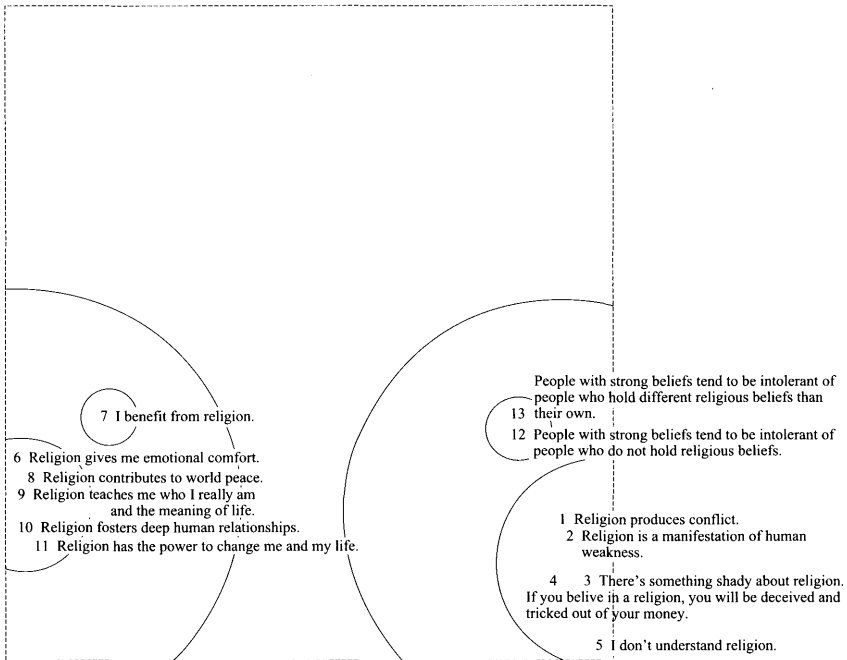 People with strong beliefs tend to be intolerant of
people who hold different religious beliefs than
13 their own.
12 People with strong beliefs tend to be intolerant of
people who do not hold religious beliefs.
7 I benefit from religion.
6 Religion gives me emotional comfort.
8 Religion contributes to world peace.
9 Religion teaches me who I really am
and the meaning of life.
10 Religion fosters deep human relationships.
11 Religion has the power to change me and my life.
1 Religion produces conflict.
2 Religion is a manifestation of human
weakness.
4 3 There's something shady about religion.
If you belive in a religion, you will be deceived and
tricked out of your money.
5 I don't understand religion.